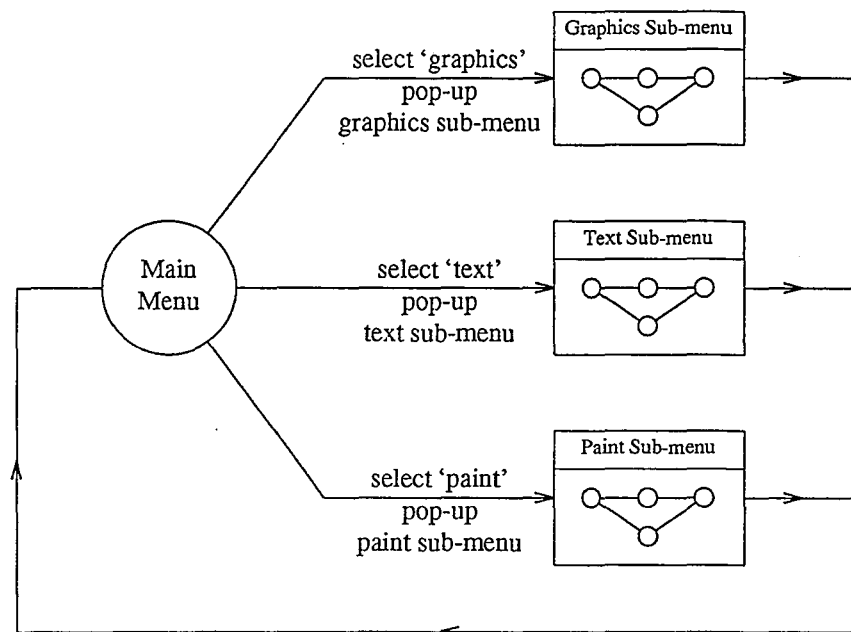 Graphics Sub-menu
select ‘graphics’
pop-up
graphics sub-menu
Main
Menu
Text Sub-menu
select ‘text’
pop-up
text sub-menu
Paint Sub-menu
select ‘paint’
pop-up
paint sub-menu